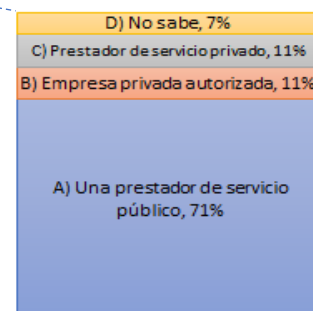 D) No sabe, 7%
C) Prestador de servicio privado, 11%
B) Empresa privada autorizada, 11%
A) Una prestador de servicio
público, 71%